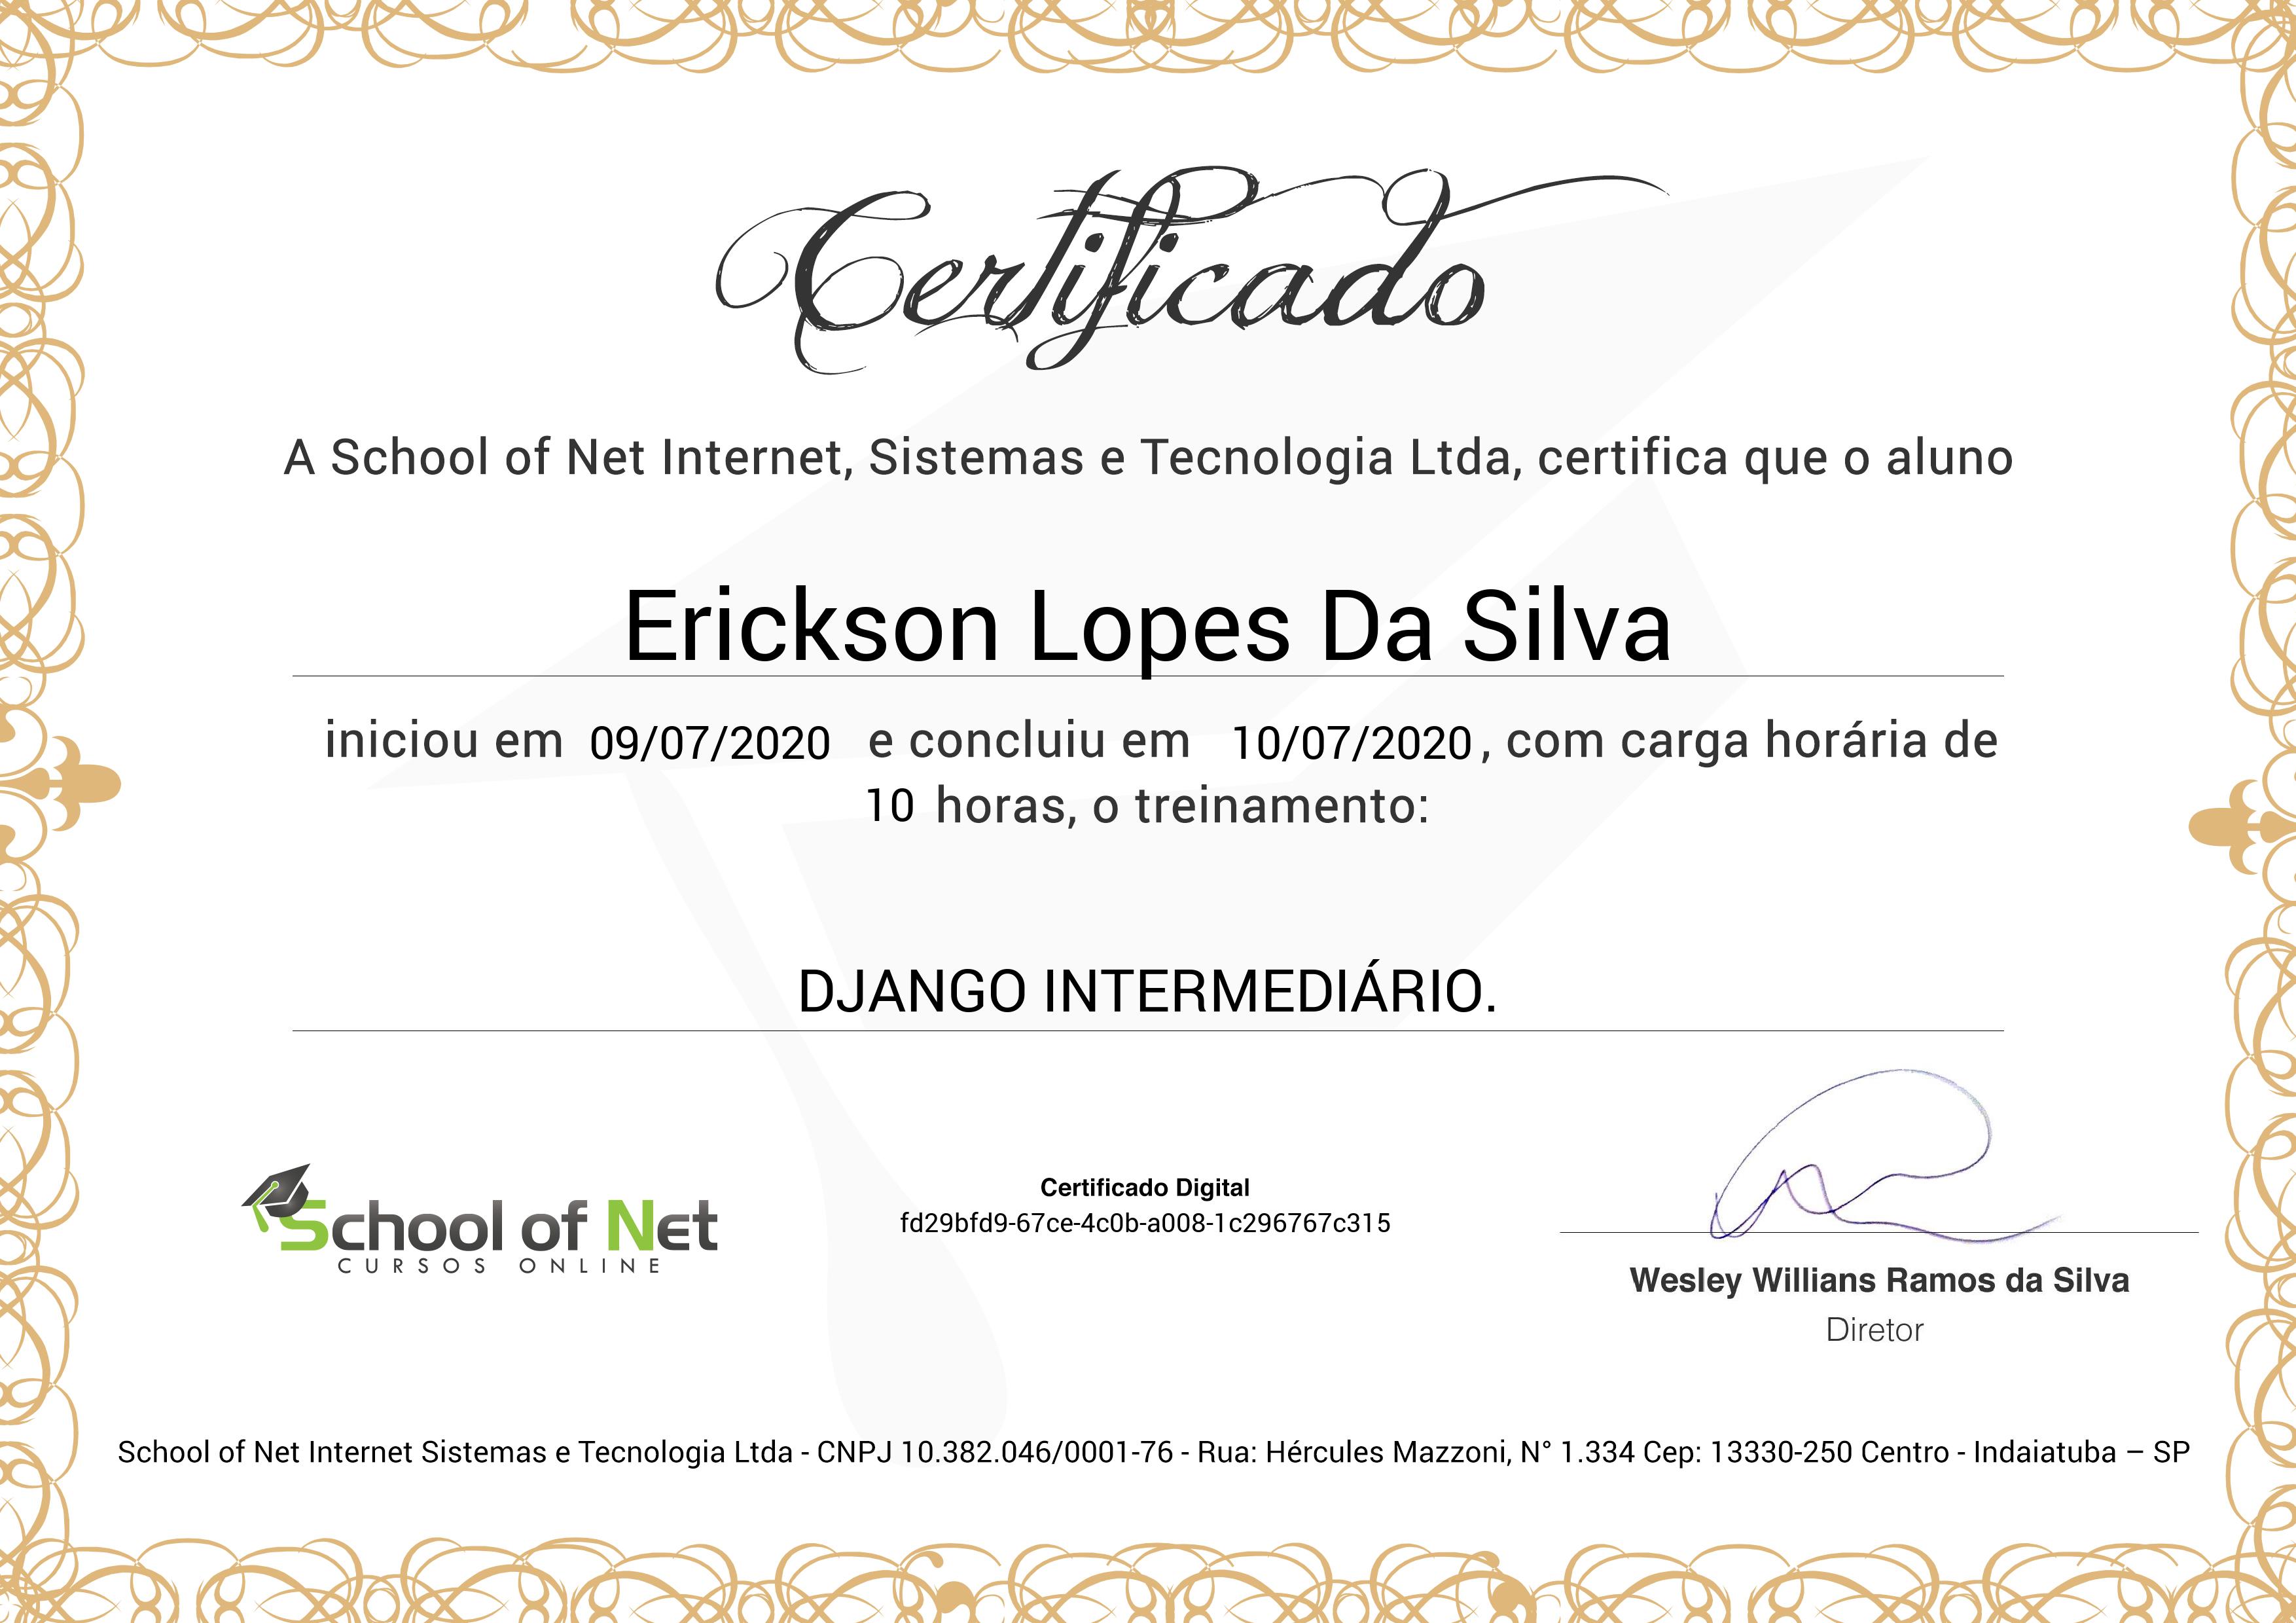 Certificado
A School of Net Internet, Sistemas e Tecnologia Ltda, certifica que o aluno
Erickson Lopes Da Silva
iniciou em 09/07/2020 e concluiu em 10/07/2020, com carga horária de
10 horas, o treinamento:
DJANGO INTERMEDIÁRIO.
School of Net
CURSOS ONLINE
Certificado Digital
fd29bfd9-67ce-4c0b-a008-1c296767c315
Wesley Willians Ramos da Silva
Diretor
School of Net Internet Sistemas e Tecnologia Ltda - CNPJ 10.382.046/0001-76 - Rua: Hércules Mazzoni, N° 1.334 Cep: 13330-250 Centro - Indaiatuba – SP